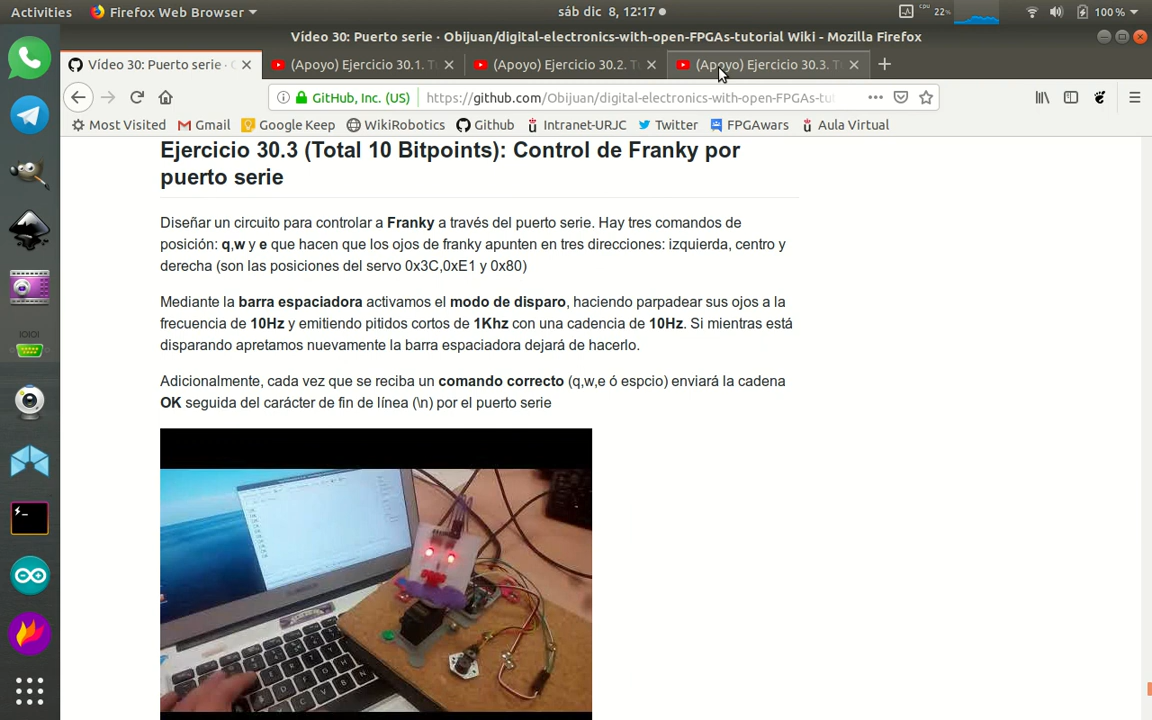 Activities
Firefox Web Browser
sáb dic 8, 12:17
cpu 22%
100%
Vídeo 30: Puerto serie · Obijuan/digital-electronics-with-open-FPGAs-tutorial Wiki - Mozilla Firefox
Vídeo 30: Puerto serie ·
(Apoyo) Ejercicio 30.1.
(Apoyo) Ejercicio 30.2.
(Apoyo) Ejercicio 30.3.
GitHub, Inc. (US)
https://github.com/Obijuan/digital-electronics-with-open-FPGAs-tut
Most Visited
Gmail
Google Keep
WikiRobotics
Github
Intranet-URJC
Twitter
FPGAwars
Aula Virtual
Ejercicio 30.3 (Total 10 Bitpoints): Control de Franky por
puerto serie
Diseñar un circuito para controlar a Franky a través del puerto serie. Hay tres comandos de
posición: q,w y e que hacen que los ojos de franky apunten en tres direcciones: izquierda, centro y
derecha (son las posiciones del servo 0x3C,0xE1 y 0x80)
Mediante la barra espaciadora activamos el modo de disparo, haciendo parpadear sus ojos a la
frecuencia de 10Hz y emitiendo pitidos cortos de 1Khz con una cadencia de 10Hz. Si mientras está
disparando apretamos nuevamente la barra espaciadora dejará de hacerlo.
Adicionalmente, cada vez que se reciba un comando correcto (q,w,e ó espcio) enviará la cadena
OK seguida del carácter de fin de línea (\n) por el puerto serie